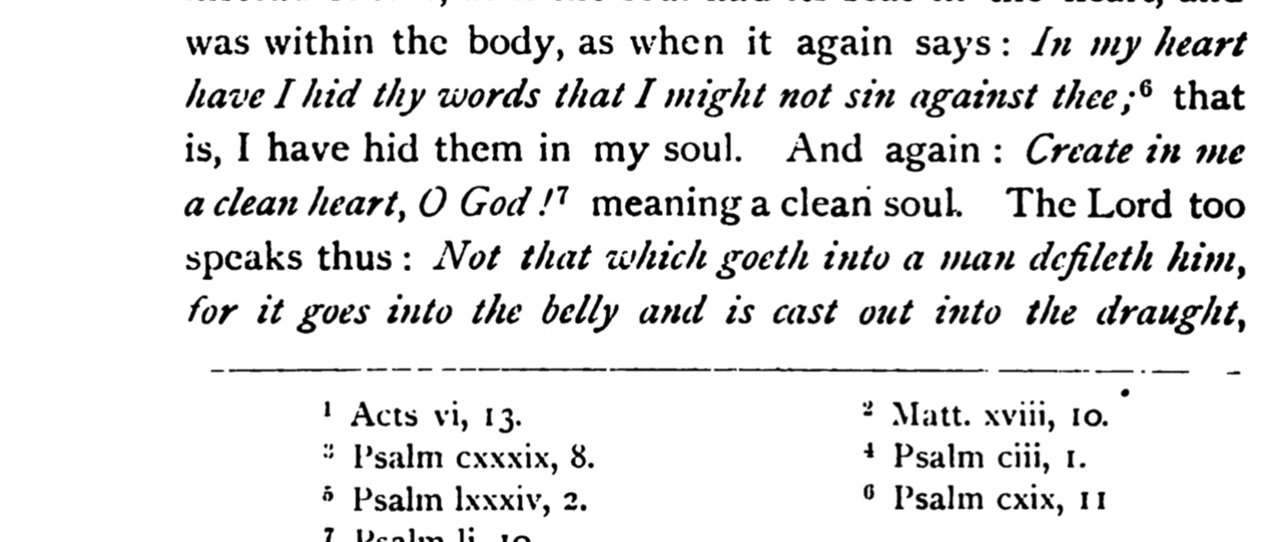 was within the body, as when it again says: In my heart
have I hid thy words that I might not sin against thee;⁶ that
is, I have hid them in my soul. And again: Create in me
a clean heart, O God!⁷ meaning a clean soul. The Lord too
speaks thus: Not that which goeth into a man defileth him,
for it goes into the belly and is cast out into the draught,
¹ Acts vi, 13. ² Matt. xviii, 10.
³ Psalm cxxxix, 8. ⁴ Psalm ciii, 1.
⁵ Psalm lxxxiv, 2. ⁶ Psalm cxix, 11
⁷ Psalm li, 10